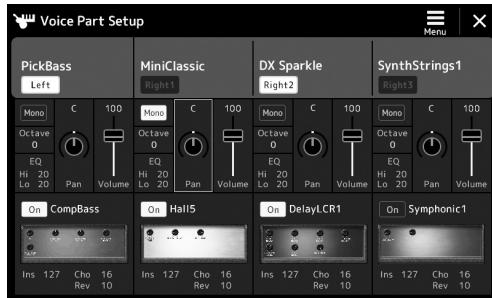 Voice Part Setup
Menu
PickBass MiniClassic DX Sparkle SynthStrings1
Left Right1 Right2 Right3
Mono C 100 Mono C 100 Mono C 100 Mono C 100
Octave Octave Octave Octave
0 0 0 0
EQ EQ EQ EQ
Hi 20 Hi 20 Hi 20 Hi 20
Lo 20 Pan Volume Lo 20 Pan Volume Lo 20 Pan Volume Lo 20 Pan Volume
On CompBass On Hall5 On DelayLCR1 On Symphonic1
Ins 127 Cho 16 Ins 127 Cho 16 Ins 127 Cho 16 Ins 127 Cho 16
Rev 10 Rev 10 Rev 10 Rev 10